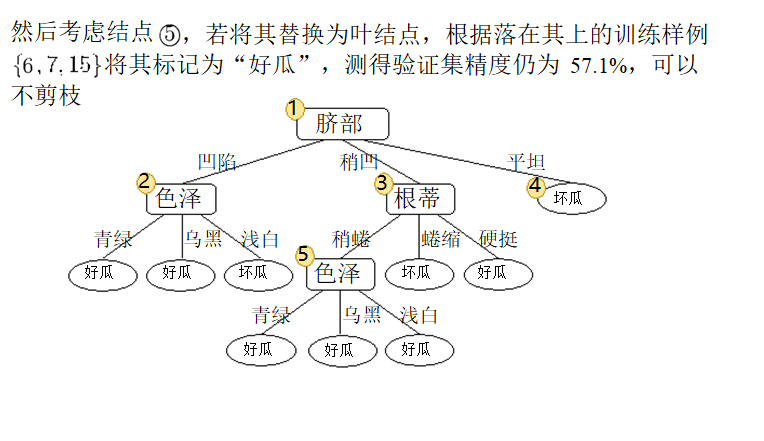 然后考虑结点⑤，若将其替换为叶结点，根据落在其上的训练样例
{6,7,15}将其标记为“好瓜”，测得验证集精度仍为 57.1%，可以
不剪枝
1
脐部
凹陷 稍凹 平坦
2 3 4
色泽 根蒂 坏瓜
青绿 乌黑 浅白 稍蜷 蜷缩 硬挺
5
好瓜 好瓜 坏瓜 色泽 坏瓜 好瓜
青绿 乌黑 浅白
好瓜 好瓜 好瓜